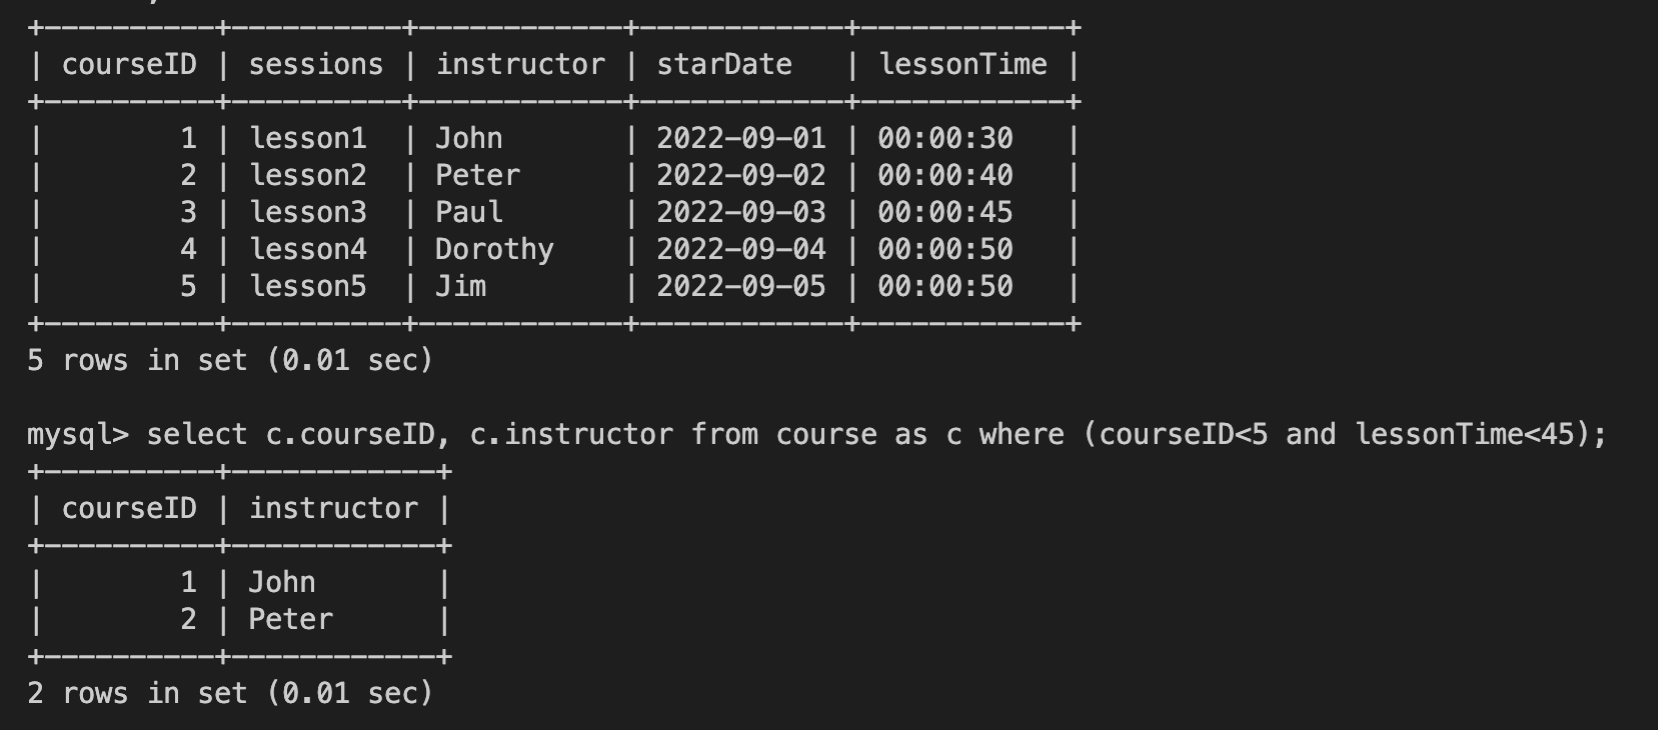 +----------+----------+------------+------------+------------+
| courseID | sessions | instructor | starDate   | lessonTime |
+----------+----------+------------+------------+------------+
|        1 | lesson1  | John       | 2022-09-01 | 00:00:30   |
|        2 | lesson2  | Peter      | 2022-09-02 | 00:00:40   |
|        3 | lesson3  | Paul       | 2022-09-03 | 00:00:45   |
|        4 | lesson4  | Dorothy    | 2022-09-04 | 00:00:50   |
|        5 | lesson5  | Jim        | 2022-09-05 | 00:00:50   |
+----------+----------+------------+------------+------------+
5 rows in set (0.01 sec)

mysql> select c.courseID, c.instructor from course as c where (courseID<5 and lessonTime<45);
+----------+------------+
| courseID | instructor |
+----------+------------+
|        1 | John       |
|        2 | Peter      |
+----------+------------+
2 rows in set (0.01 sec)